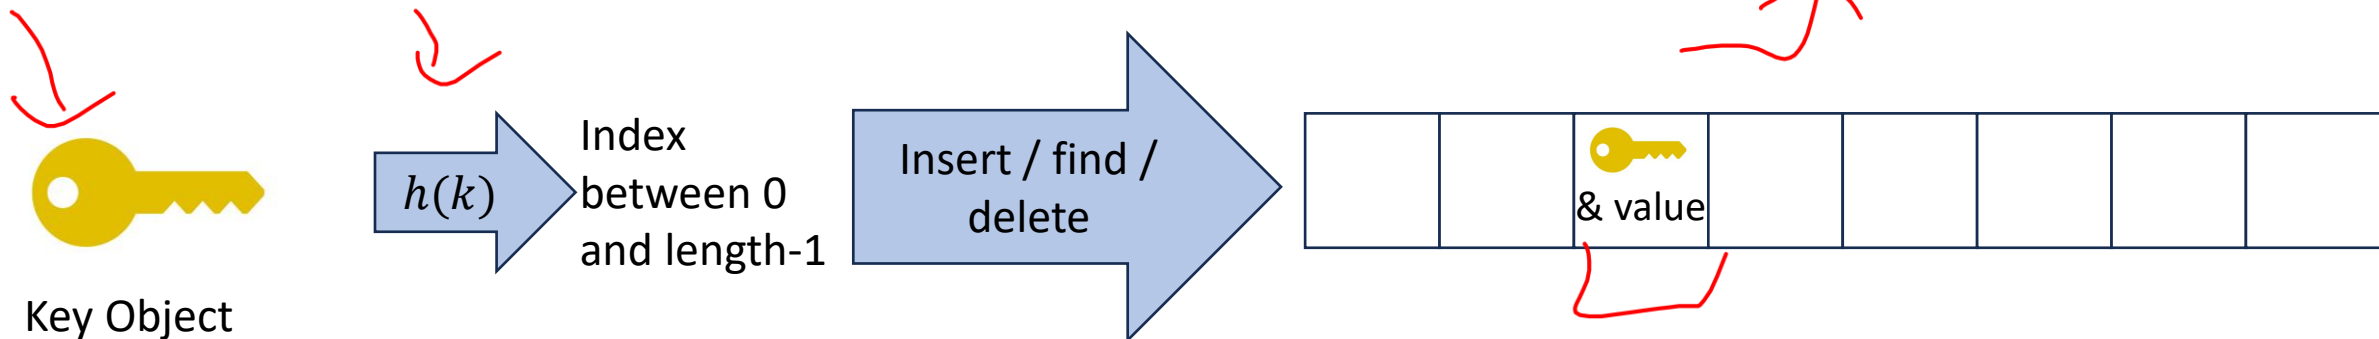 Key Object
h(k)
Index
between 0
and length-1
Insert / find /
delete
& value